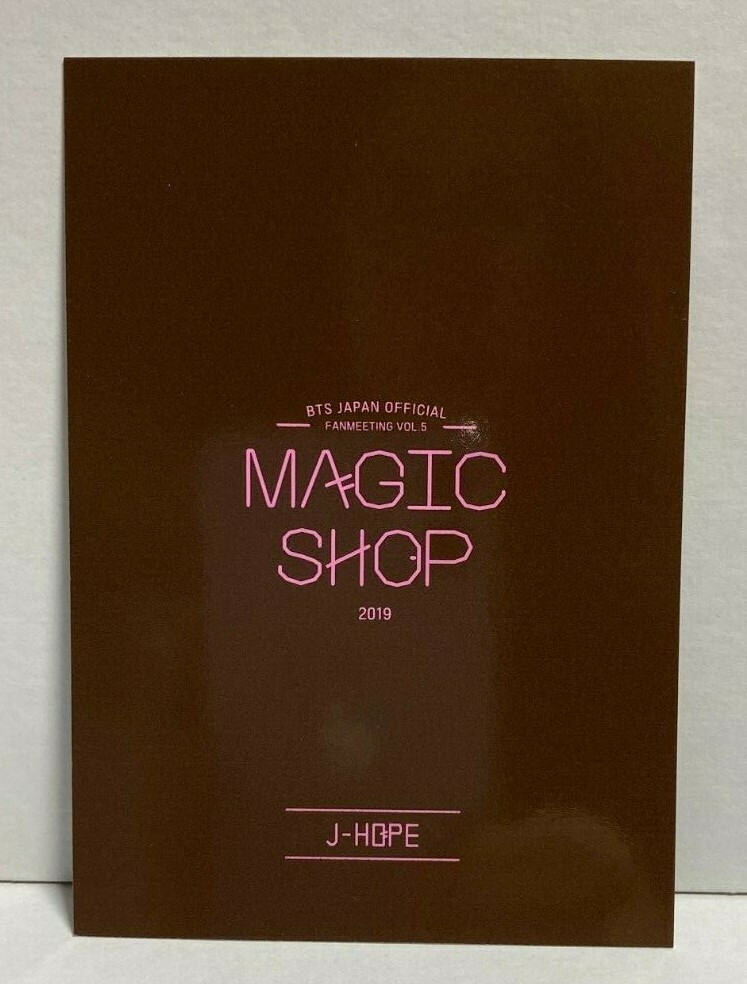 BTS JAPAN OFFICIAL
FANMEETING VOL.5
MAGIC
SHOP
2019
J-HOPE